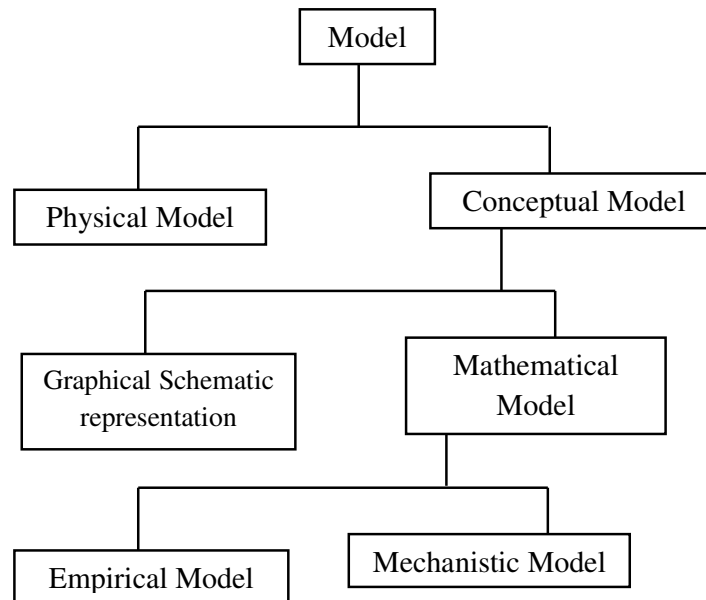 Model
Physical Model
Conceptual Model
Graphical Schematic
representation
Mathematical
Model
Empirical Model
Mechanistic Model